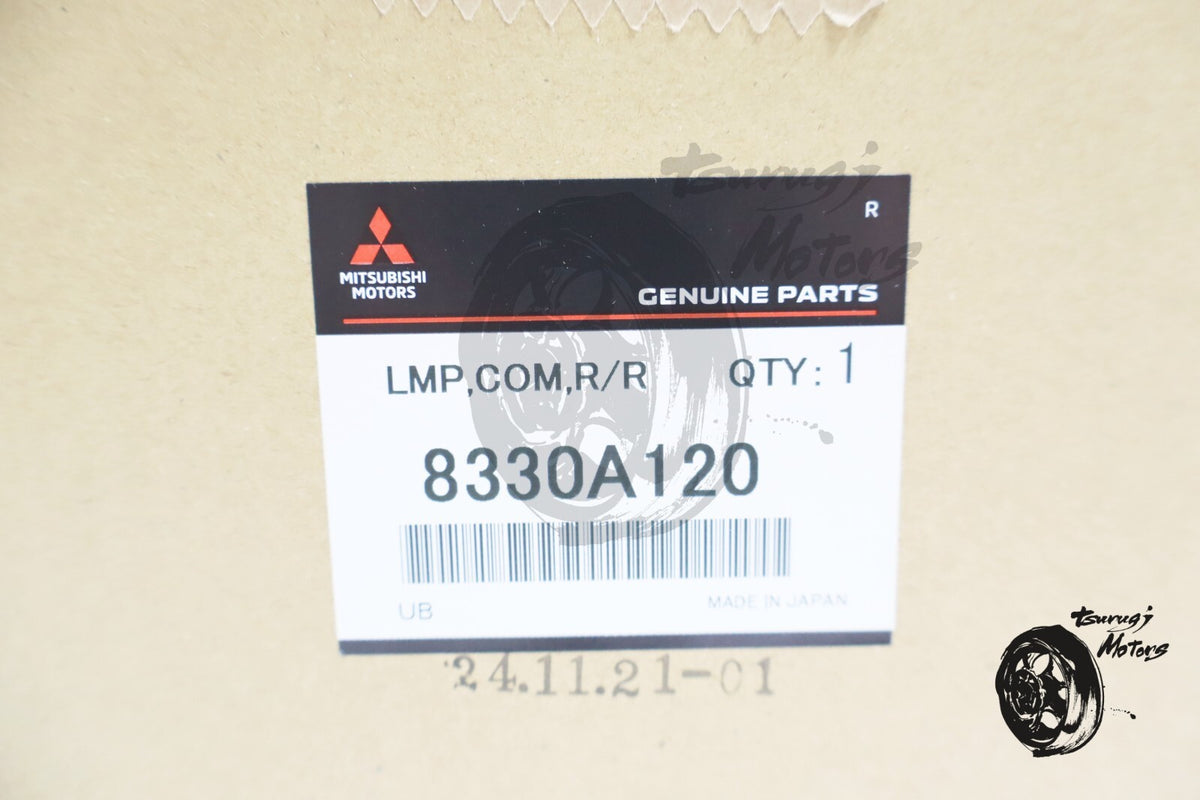 tsurugi
Motors
R
MITSUBISHI
MOTORS
GENUINE PARTS
LMP,COM,R/R QTY: 1
8330A120
UB MADE IN JAPAN
24.11.21-01
tsurugi
Motors